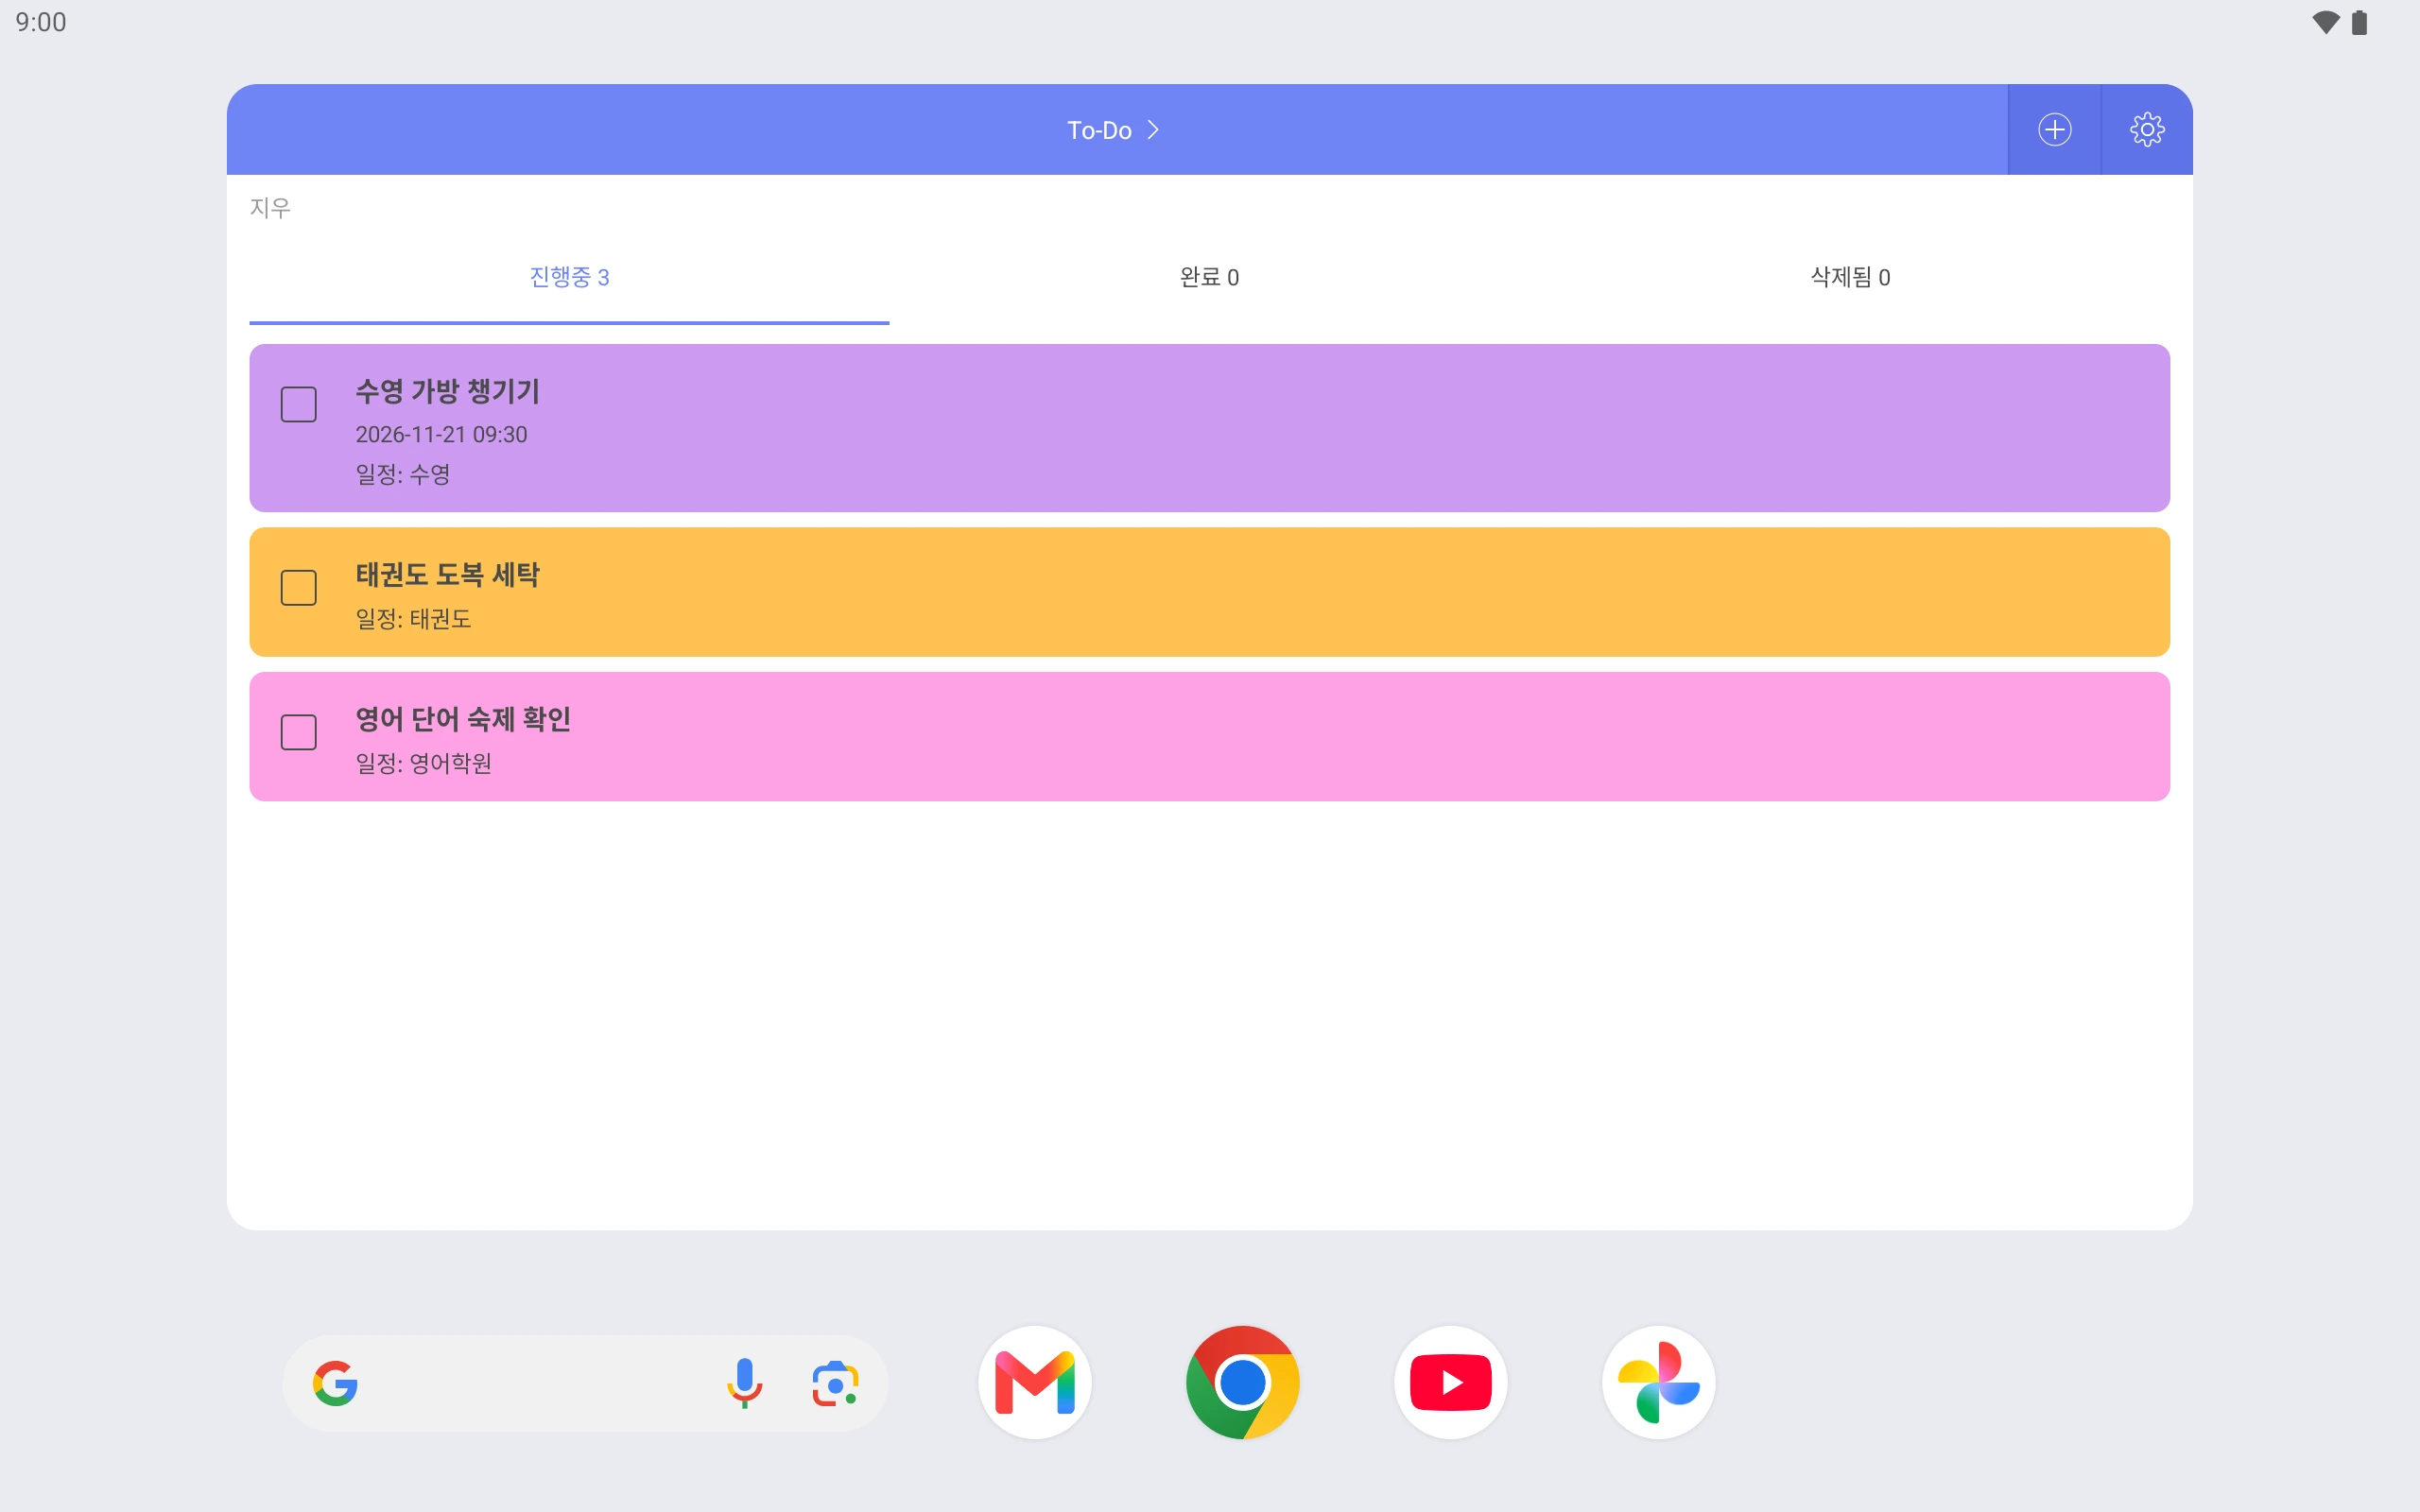 9:00
To-Do
지우
진행중 3
완료 0
삭제됨 0
수영 가방 챙기기
2026-11-21 09:30
일정: 수영
태권도 도복 세탁
일정: 태권도
영어 단어 숙제 확인
일정: 영어학원